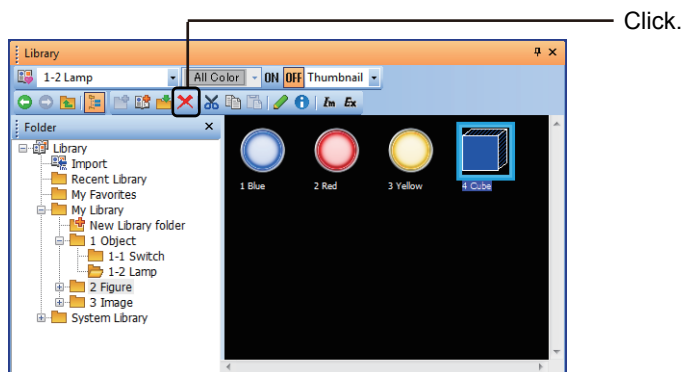 Click.
Library
1-2 Lamp All Color ON OFF Thumbnail
Im Ex
Folder
Library
Import
Recent Library
My Favorites
My Library
New Library folder
1 Object
1-1 Switch
1-2 Lamp
2 Figure
3 Image
System Library
1 Blue 2 Red 3 Yellow 4 Cube